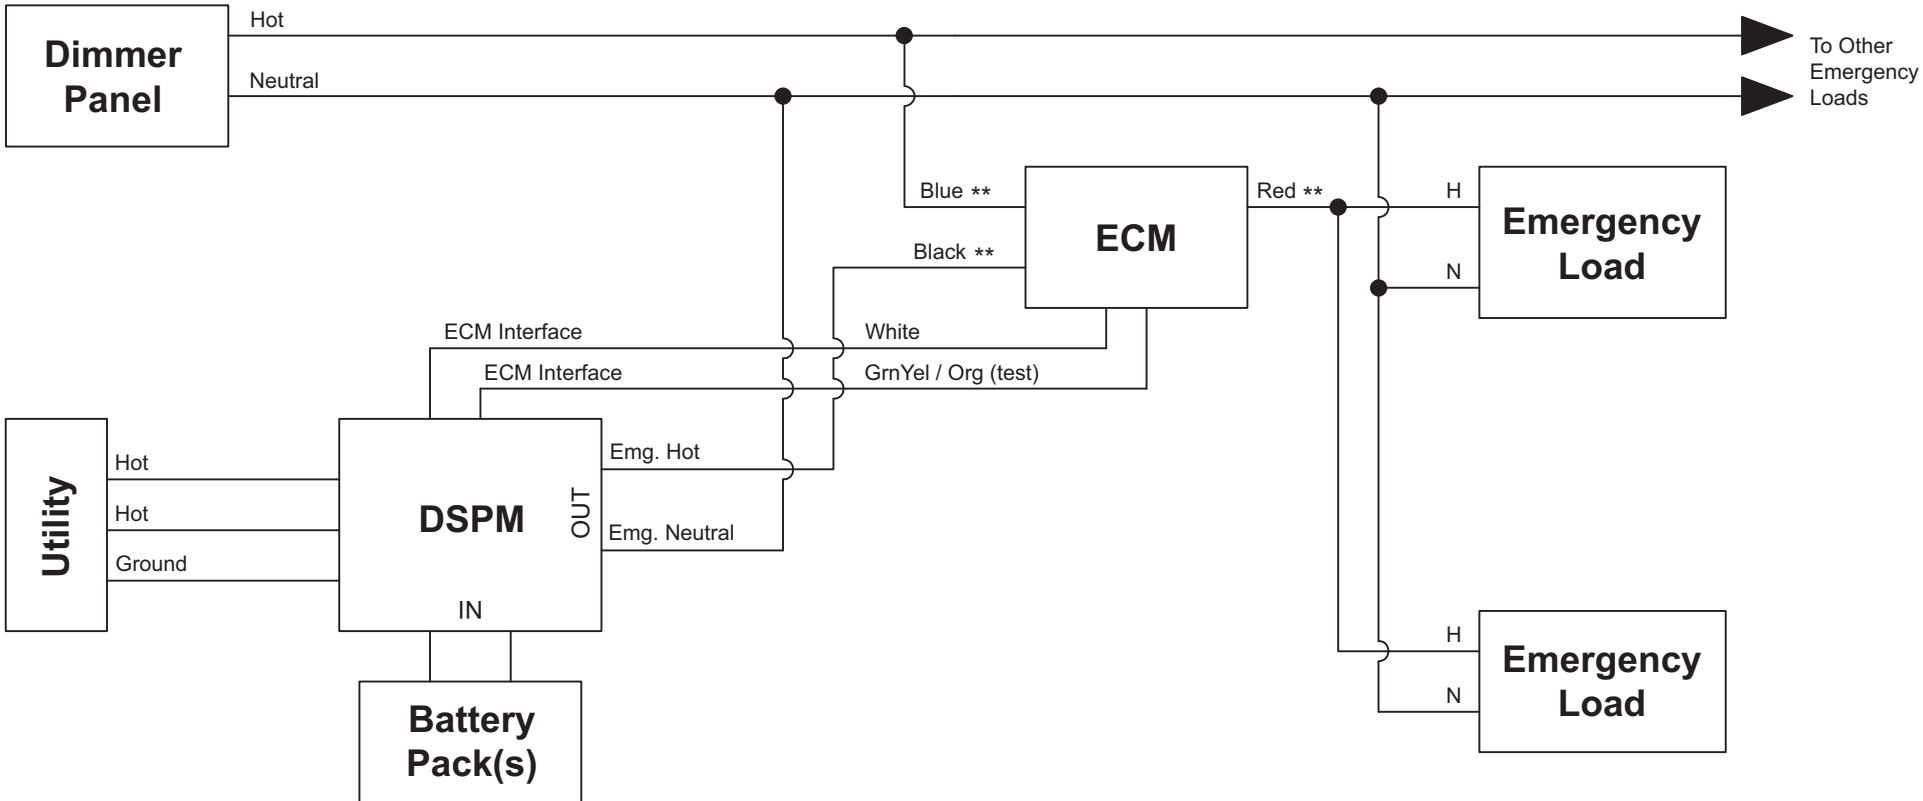 Hot
Dimmer
Panel
Neutral
To Other
Emergency
Loads
Blue **
Black **
ECM
Red **
H
N
Emergency
Load
ECM Interface
White
ECM Interface
GrnYel / Org (test)
Utility
Hot
Hot
Ground
DSPM
OUT
IN
Emg. Hot
Emg. Neutral
H
N
Emergency
Load
Battery
Pack(s)